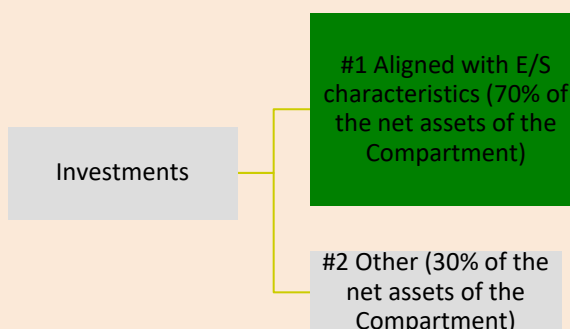 #1 Aligned with E/S
characteristics (70% of
the net assets of the
Compartment)
Investments
#2 Other (30% of the
net assets of the
Compartment)